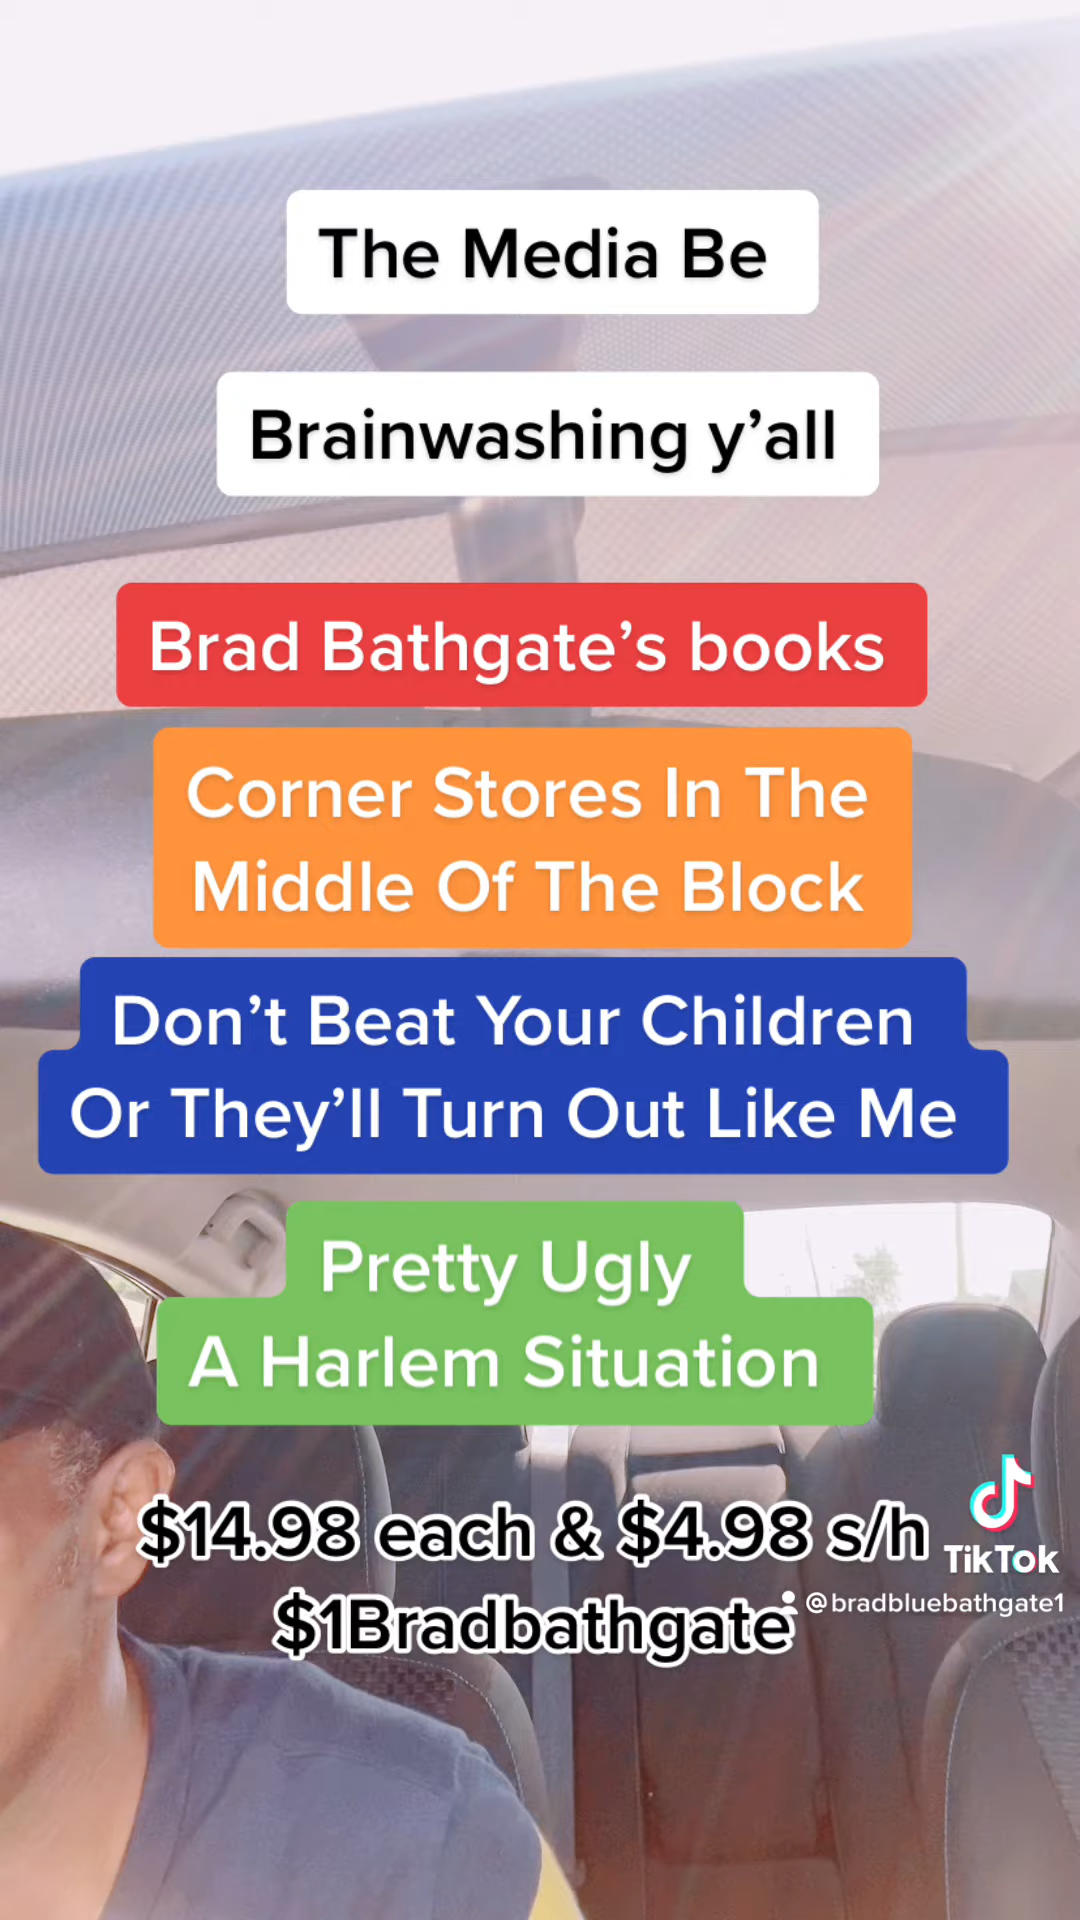 The Media Be
Brainwashing y’all
Brad Bathgate’s books
Corner Stores In The
Middle Of The Block
Don’t Beat Your Children
Or They’ll Turn Out Like Me
Pretty Ugly
A Harlem Situation
$14.98 each & $4.98 s/h
$1Bradbathgate
TikTok
@bradbluebathgate1